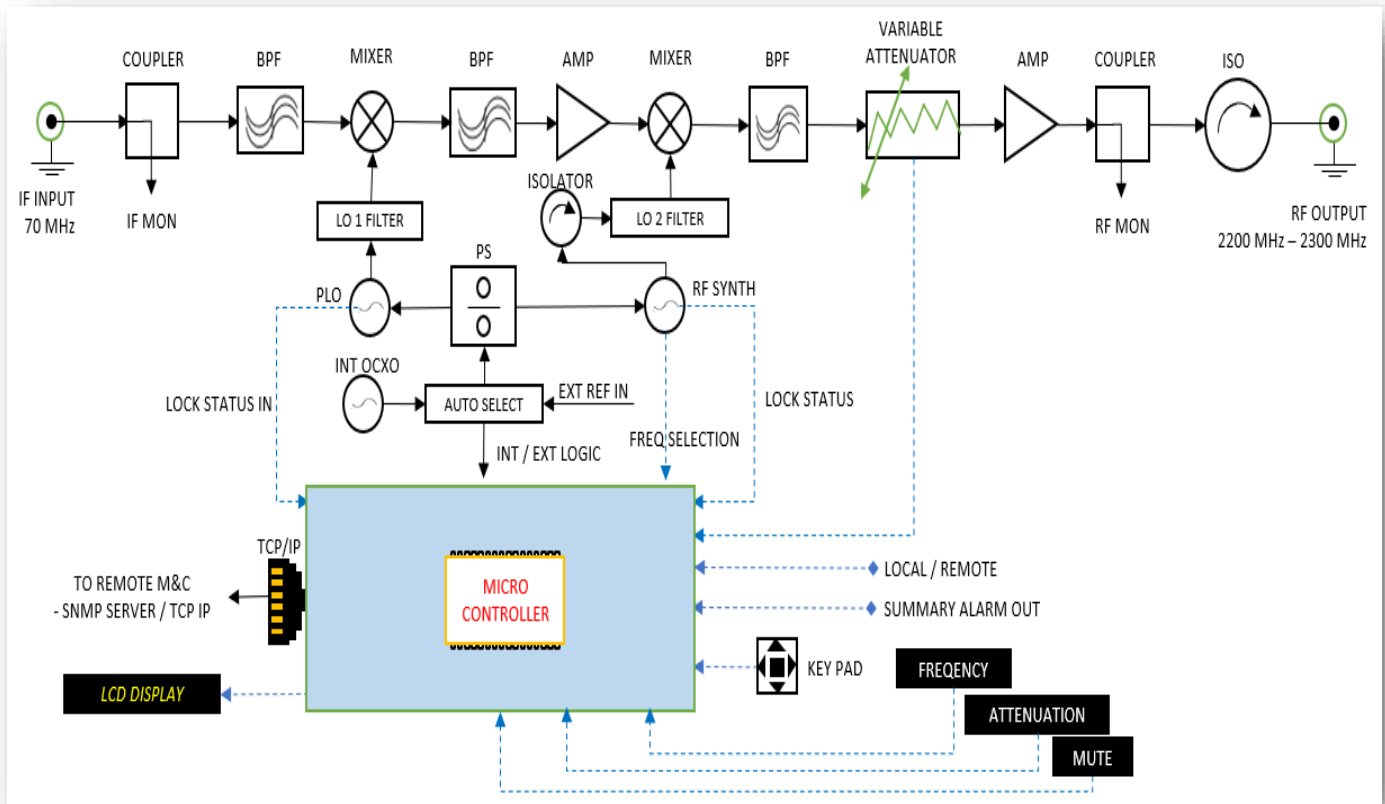 COUPLER
BPF
MIXER
BPF
AMP
MIXER
BPF
VARIABLE
ATTENUATOR
AMP
COUPLER
ISO
IF INPUT
70 MHz
IF MON
LO 1 FILTER
ISOLATOR
LO 2 FILTER
RF MON
RF OUTPUT
2200 MHz – 2300 MHz
PS
PLO
RF SYNTH
INT OCXO
AUTO SELECT
EXT REF IN
LOCK STATUS IN
LOCK STATUS
INT / EXT LOGIC
FREQ SELECTION
TCP/IP
TO REMOTE M&C
- SNMP SERVER / TCP IP
MICRO
CONTROLLER
LOCAL / REMOTE
SUMMARY ALARM OUT
KEY PAD
LCD DISPLAY
FREQENCY
ATTENUATION
MUTE